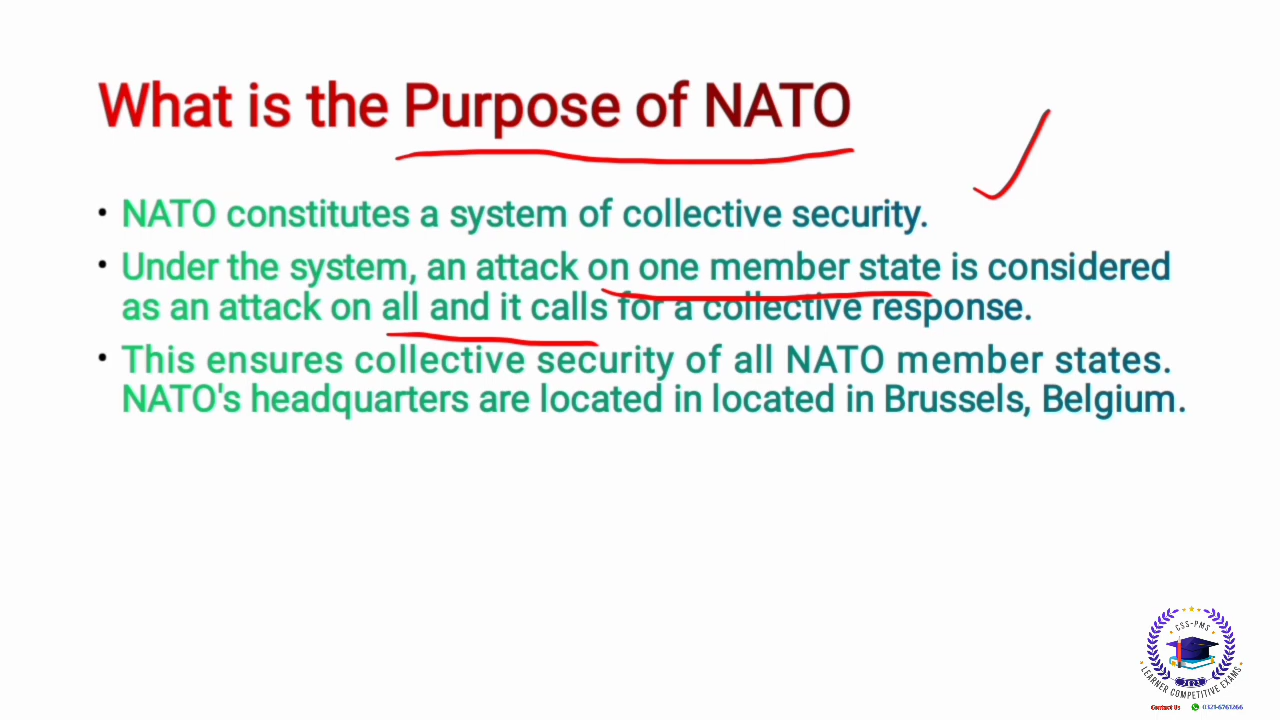 What is the Purpose of NATO
• NATO constitutes a system of collective security.
• Under the system, an attack on one member state is considered
as an attack on all and it calls for a collective response.
• This ensures collective security of all NATO member states.
NATO's headquarters are located in located in Brussels, Belgium.
CSS-PMS
LEARNER COMPETITIVE EXAMS
Contact Us 0321-6761266